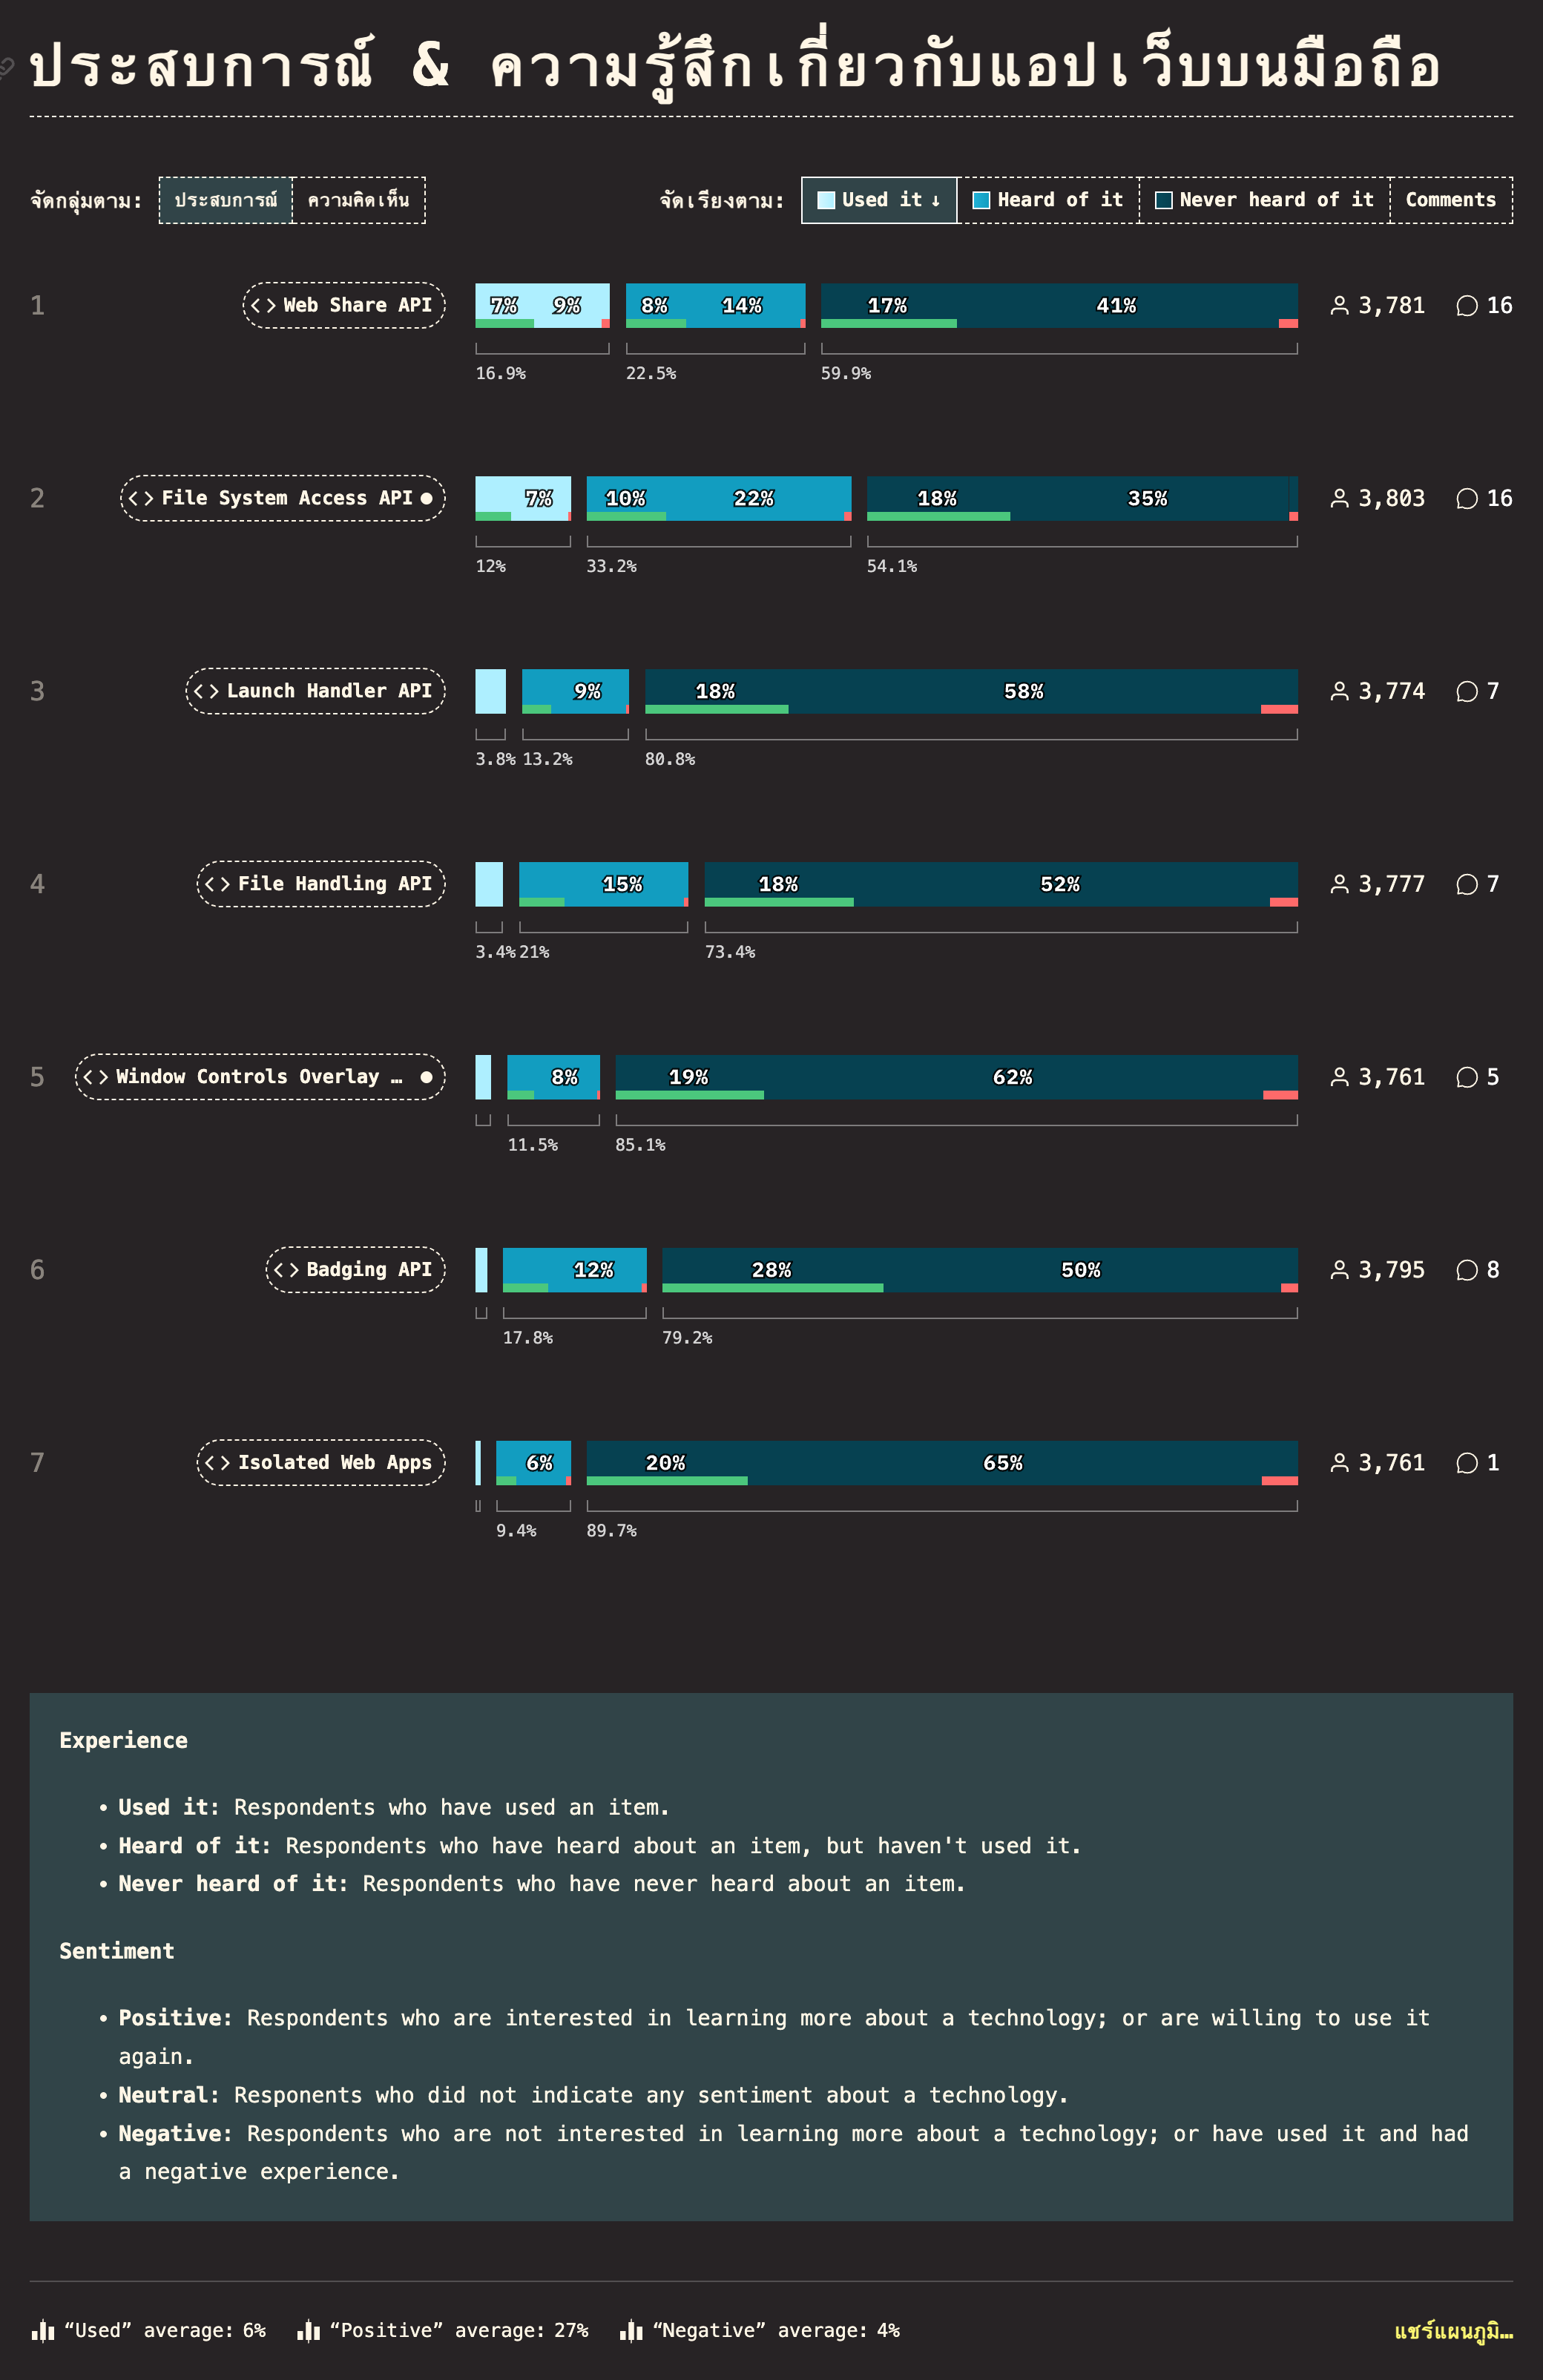 ประสบการณ์ & ความรู้สึกเกี่ยวกับแอปเว็บบนมือถือ
จัดกลุ่มตาม: ประสบการณ์ ความคิดเห็น จัดเรียงตาม: Used it ↓ Heard of it Never heard of it Comments
1 <> Web Share API 7% 9% 8% 14% 17% 41% 3,781 16
16.9% 22.5% 59.9%
2 <> File System Access API 7% 10% 22% 18% 35% 3,803 16
12% 33.2% 54.1%
3 <> Launch Handler API 9% 18% 58% 3,774 7
3.8% 13.2% 80.8%
4 <> File Handling API 15% 18% 52% 3,777 7
3.4% 21% 73.4%
5 <> Window Controls Overlay … 8% 19% 62% 3,761 5
11.5% 85.1%
6 <> Badging API 12% 28% 50% 3,795 8
17.8% 79.2%
7 <> Isolated Web Apps 6% 20% 65% 3,761 1
9.4% 89.7%
Experience
• Used it: Respondents who have used an item.
• Heard of it: Respondents who have heard about an item, but haven't used it.
• Never heard of it: Respondents who have never heard about an item.
Sentiment
• Positive: Respondents who are interested in learning more about a technology; or are willing to use it
again.
• Neutral: Responents who did not indicate any sentiment about a technology.
• Negative: Respondents who are not interested in learning more about a technology; or have used it and had
a negative experience.
“Used” average: 6% “Positive” average: 27% “Negative” average: 4% แชร์แผนภูมิ…